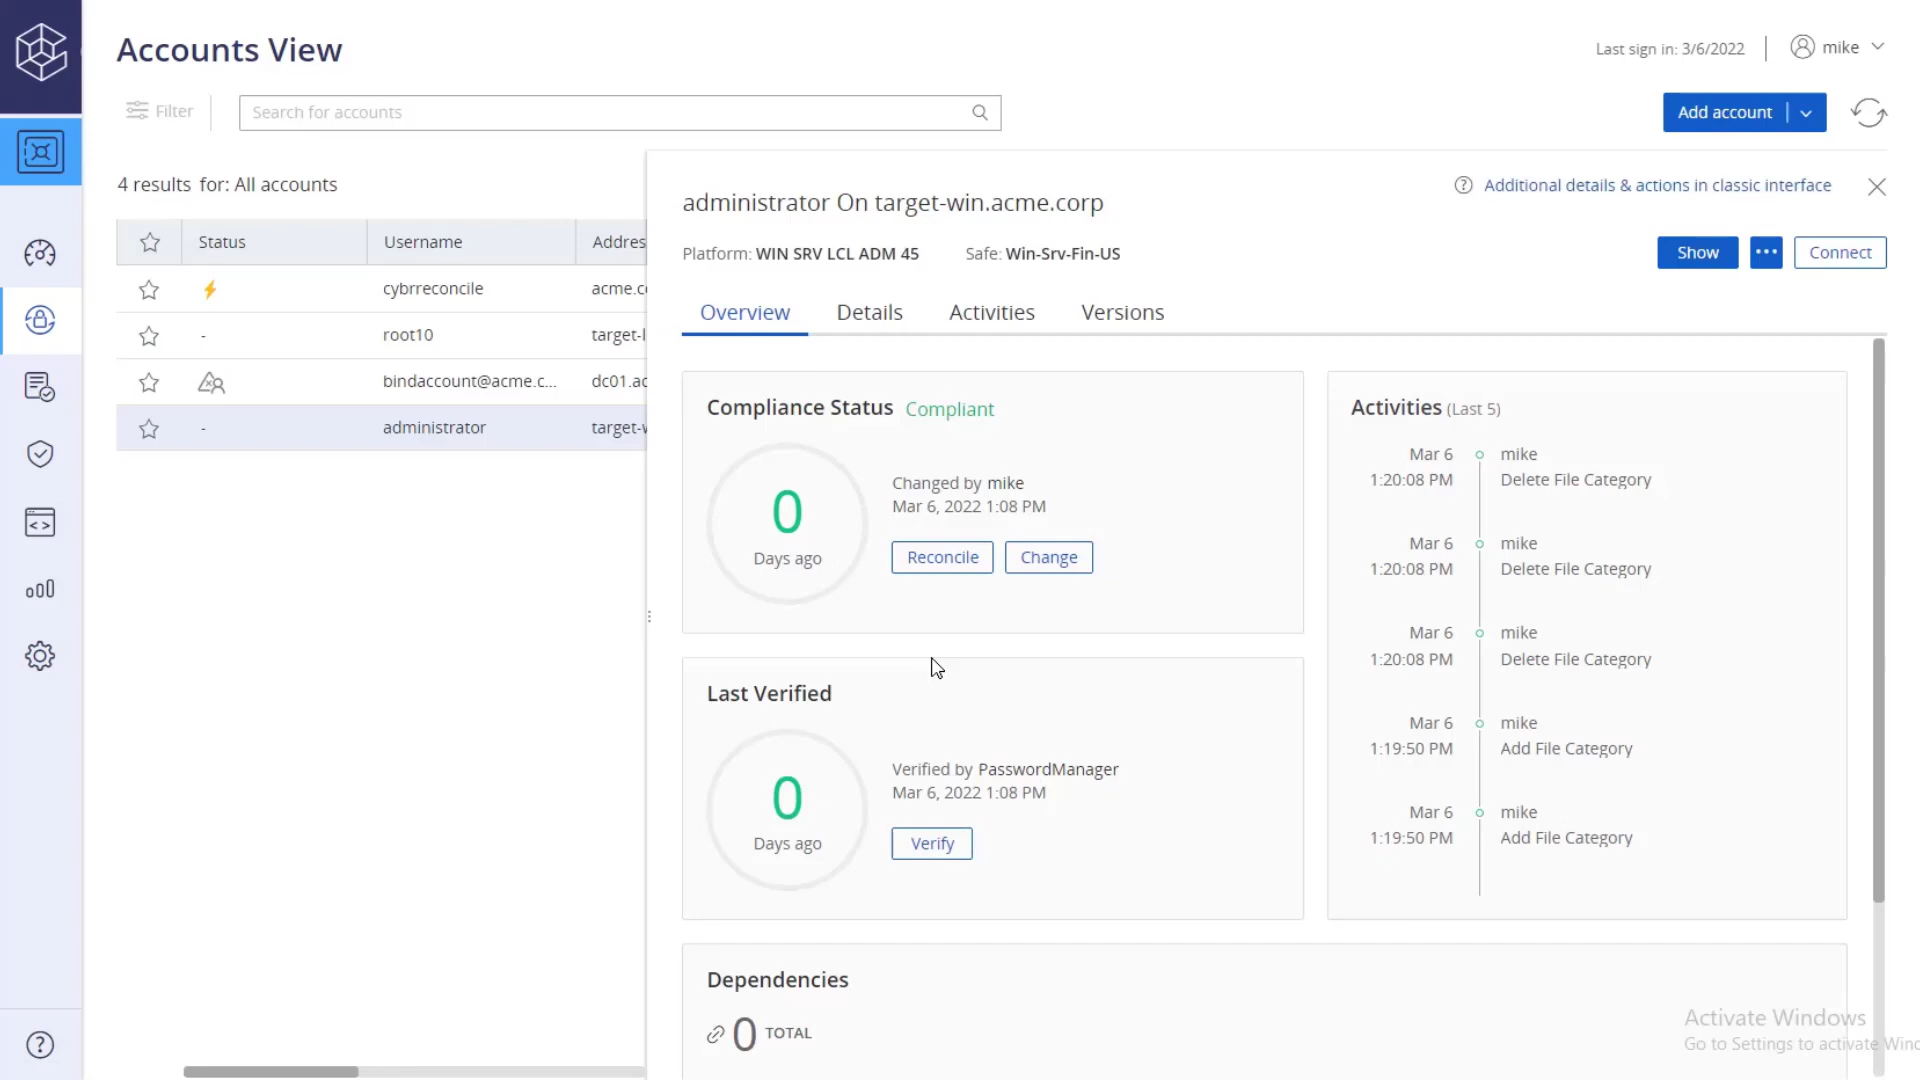 Accounts View
Last sign in: 3/6/2022
mike
Filter
Search for accounts
Add account
4 results for: All accounts
Status Username Addres
cybrreconcile acme.c
- root10 target-l
bindaccount@acme.c... dc01.ac
- administrator target-w
administrator On target-win.acme.corp
Additional details & actions in classic interface
Platform: WIN SRV LCL ADM 45 Safe: Win-Srv-Fin-US
Show ••• Connect
Overview Details Activities Versions
Compliance Status Compliant
0
Days ago
Changed by mike
Mar 6, 2022 1:08 PM
Reconcile Change
Last Verified
0
Days ago
Verified by PasswordManager
Mar 6, 2022 1:08 PM
Verify
Activities (Last 5)
Mar 6 mike
1:20:08 PM Delete File Category
Mar 6 mike
1:20:08 PM Delete File Category
Mar 6 mike
1:20:08 PM Delete File Category
Mar 6 mike
1:19:50 PM Add File Category
Mar 6 mike
1:19:50 PM Add File Category
Dependencies
0 TOTAL
Activate Windows
Go to Settings to activate Winc